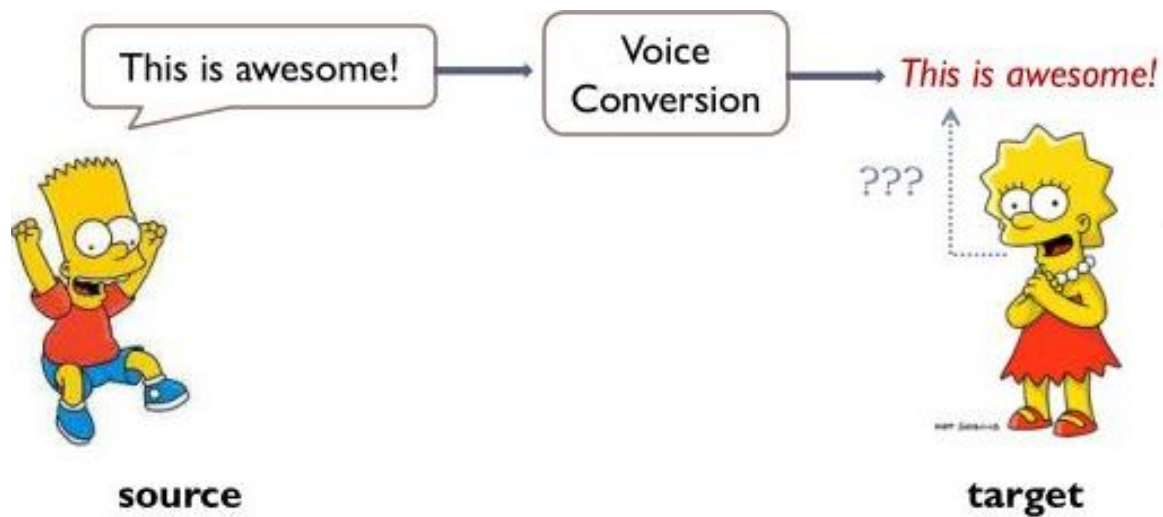 This is awesome!
Voice
Conversion
This is awesome!
???
source
target